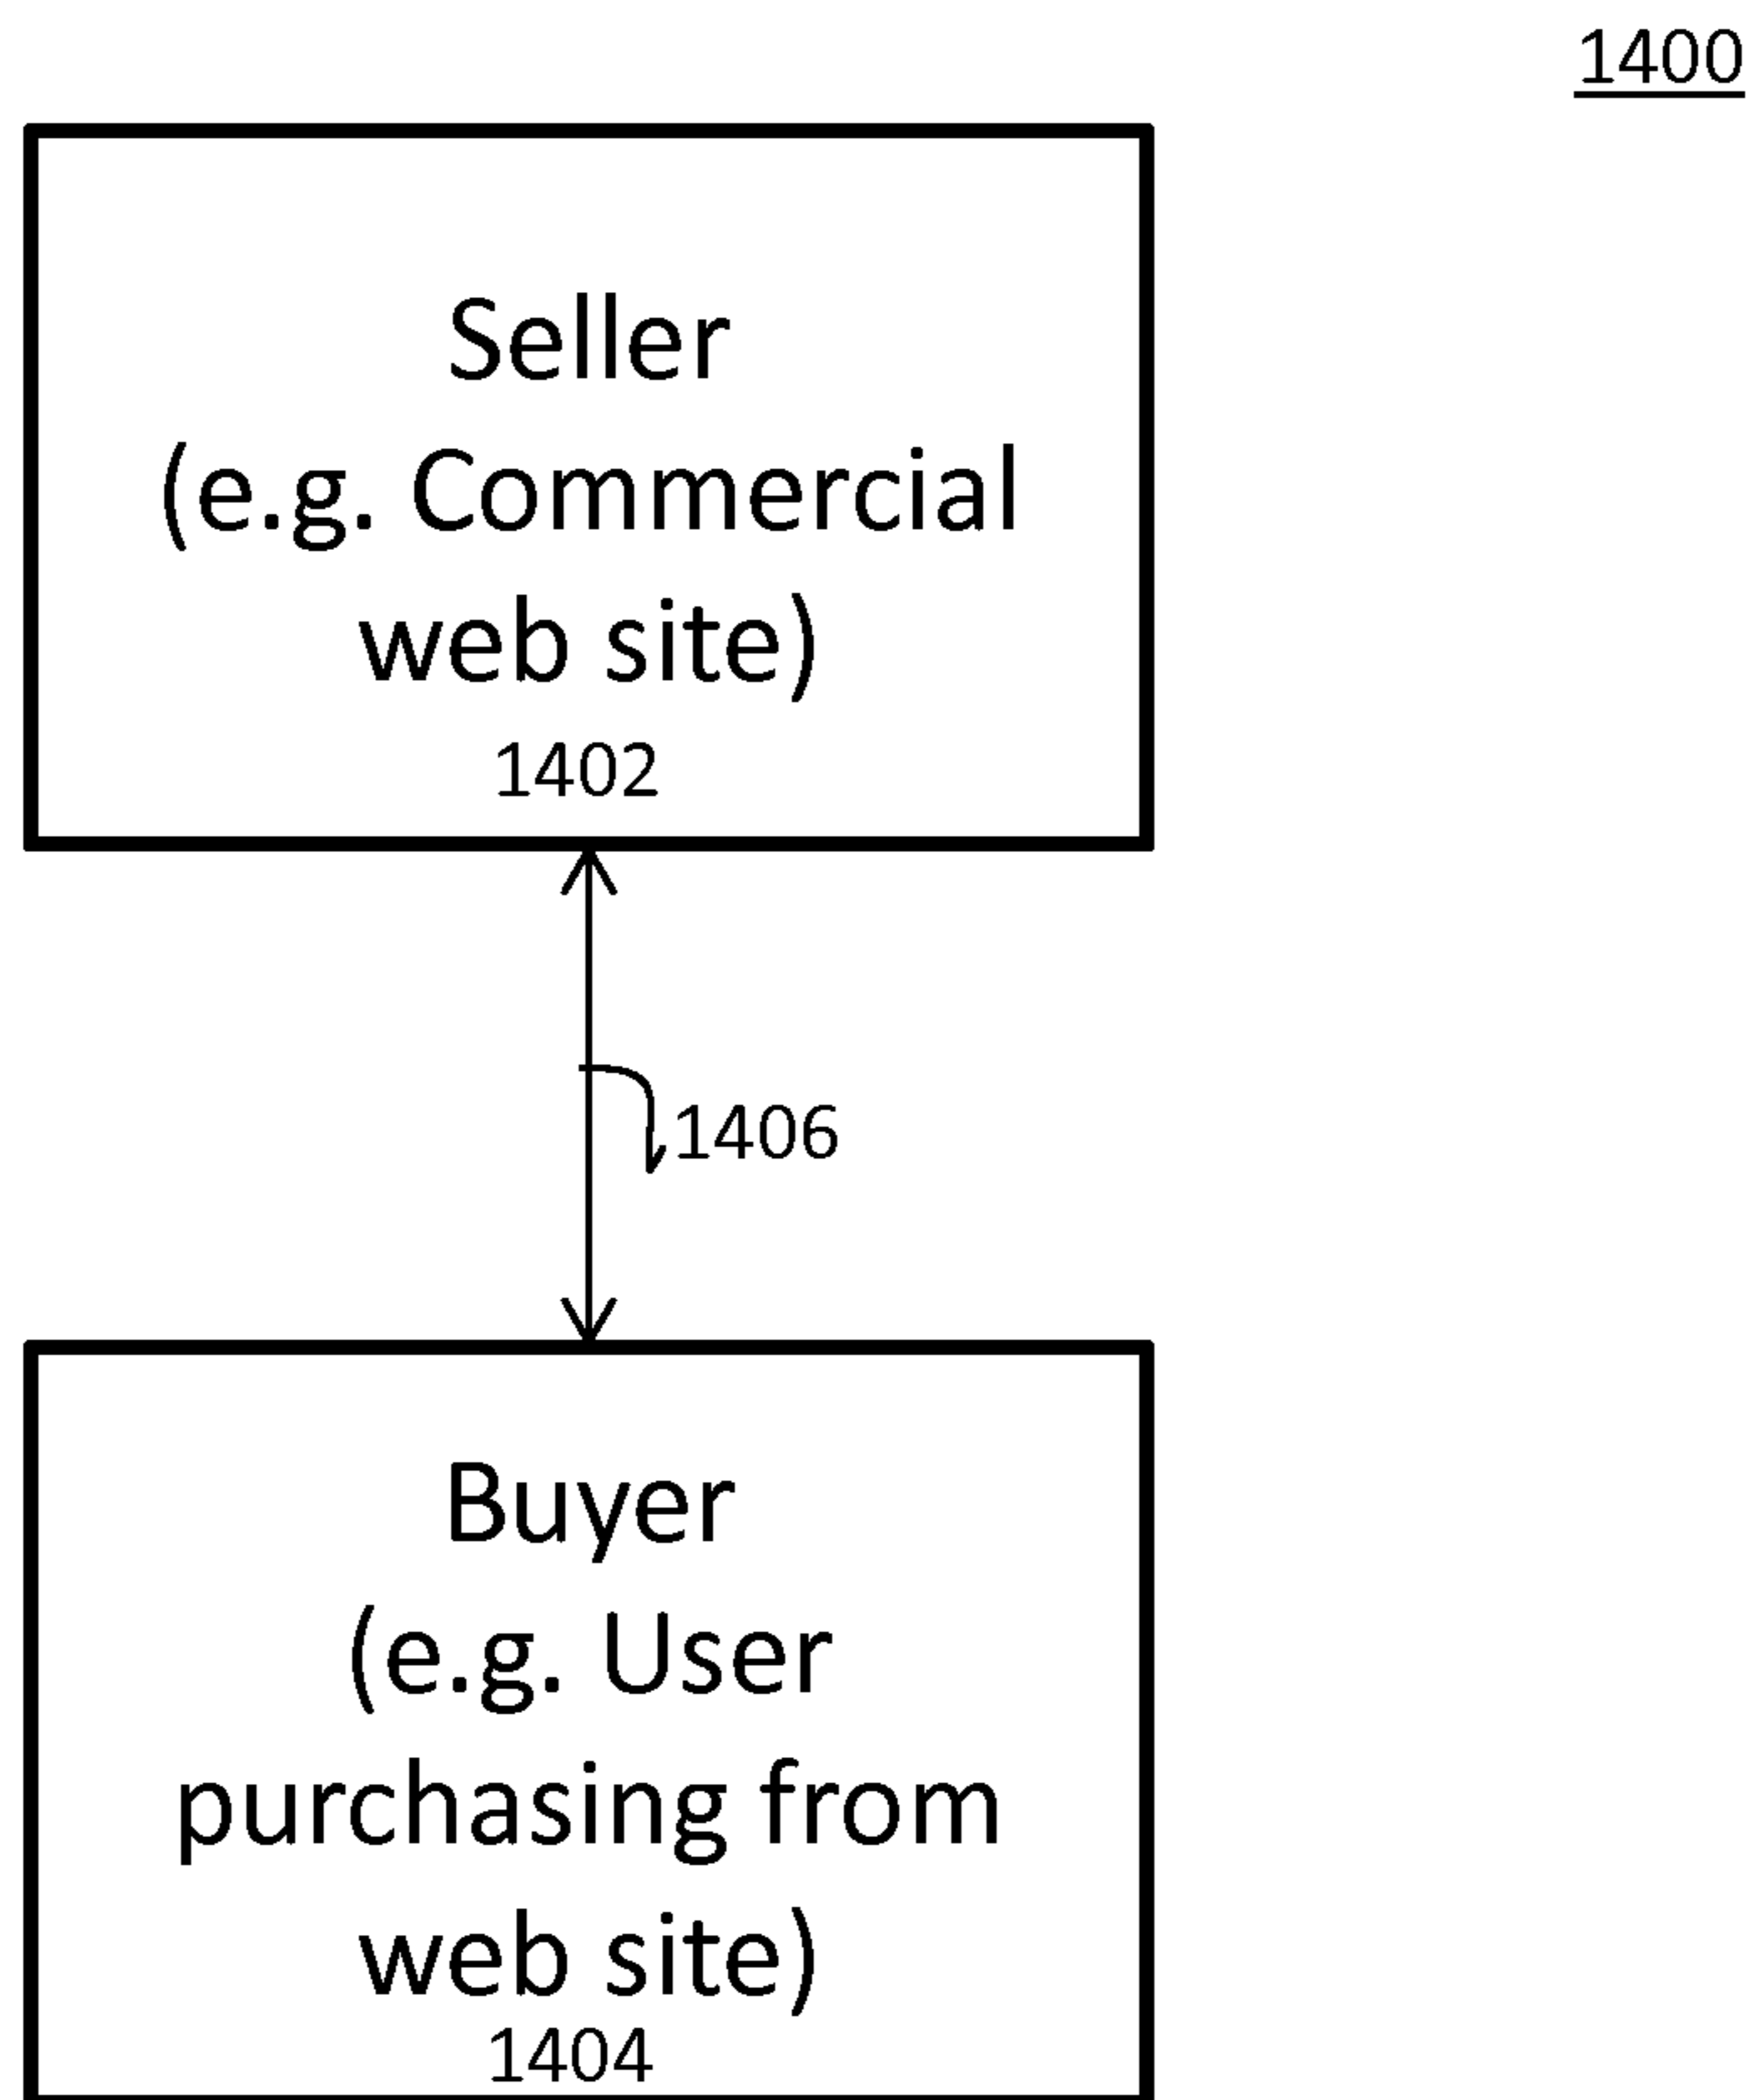 1400
Seller
(e.g. Commercial
web site)
1402
1406
Buyer
(e.g. User
purchasing from
web site)
1404